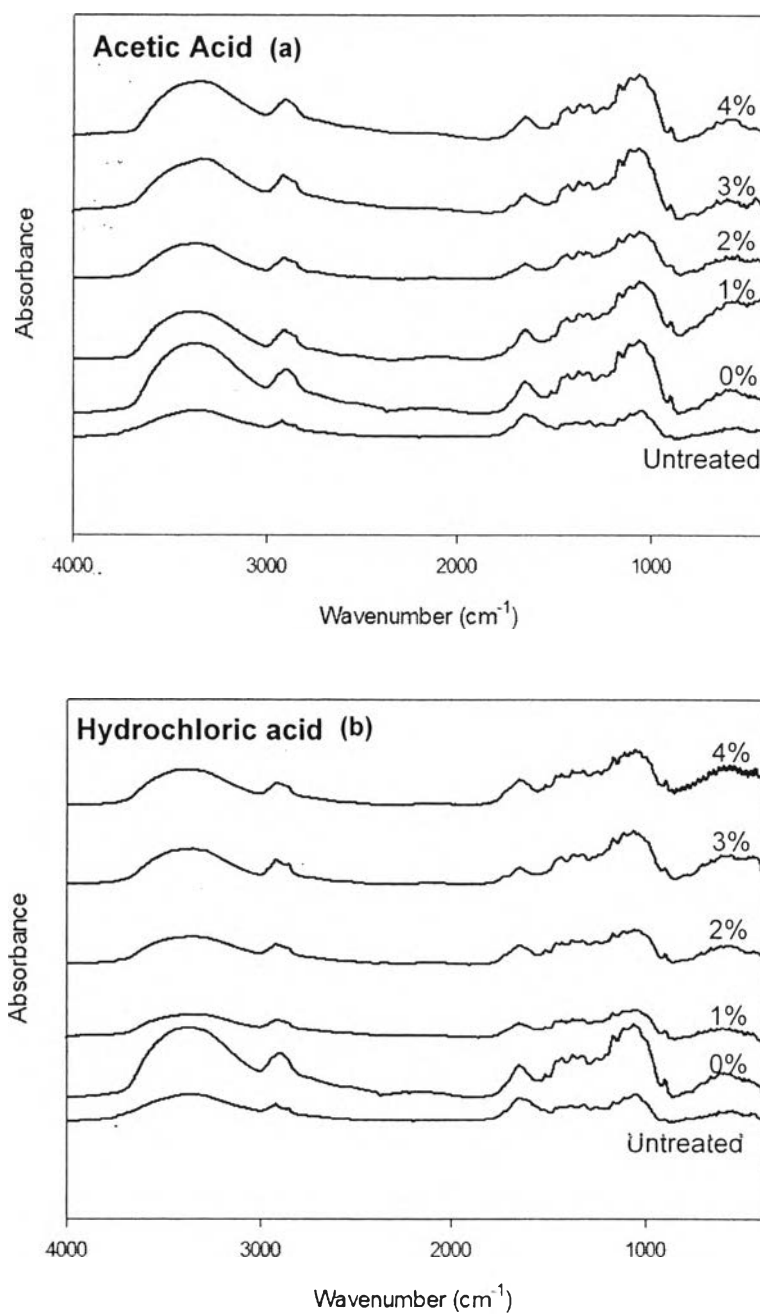 Acetic Acid (a)
4%
3%
2%
1%
0%
Untreated
Absorbance
4000
3000
2000
1000
Wavenumber (cm⁻¹)
Hydrochloric acid (b)
4%
3%
2%
1%
0%
Untreated
Absorbance
4000
3000
2000
1000
Wavenumber (cm⁻¹)